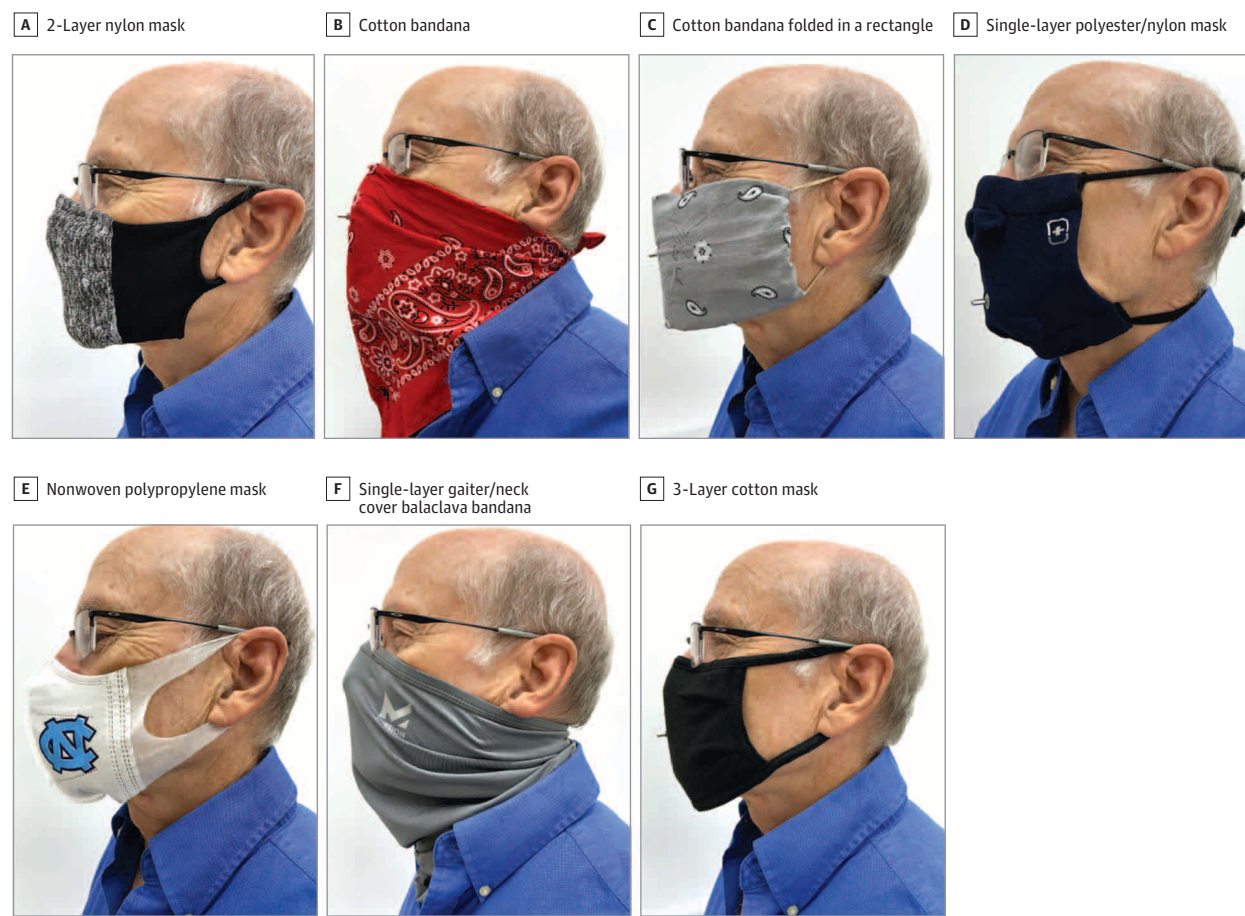 A 2-Layer nylon mask
B Cotton bandana
C Cotton bandana folded in a rectangle
D Single-layer polyester/nylon mask
E Nonwoven polypropylene mask
F Single-layer gaiter/neck
cover balaclava bandana
G 3-Layer cotton mask
NC